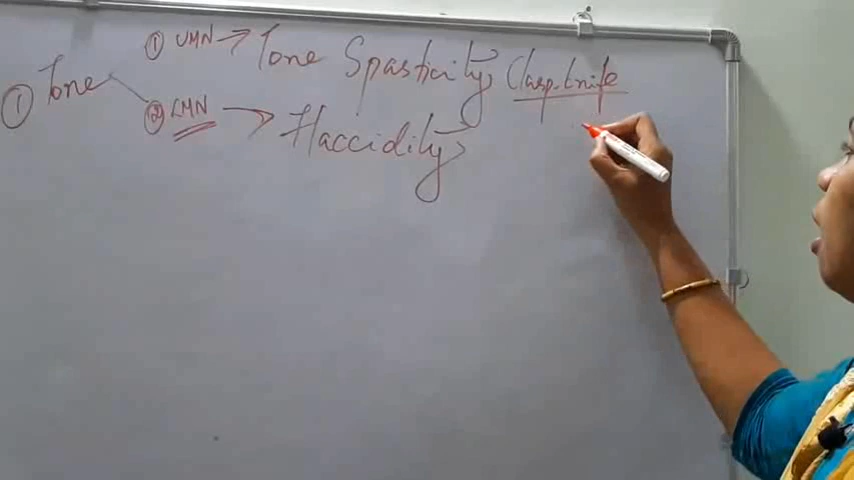 ① UMN → Tone Spasticity, Clasp-knife
① Tone
② LMN → Flaccidity